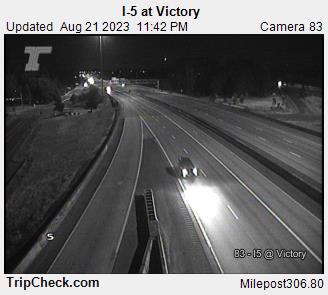 I-5 at Victory
Updated Aug 21 2023 11:42 PM Camera 83
T
S
83 - I5 @ Victory
TripCheck.com Milepost306.80